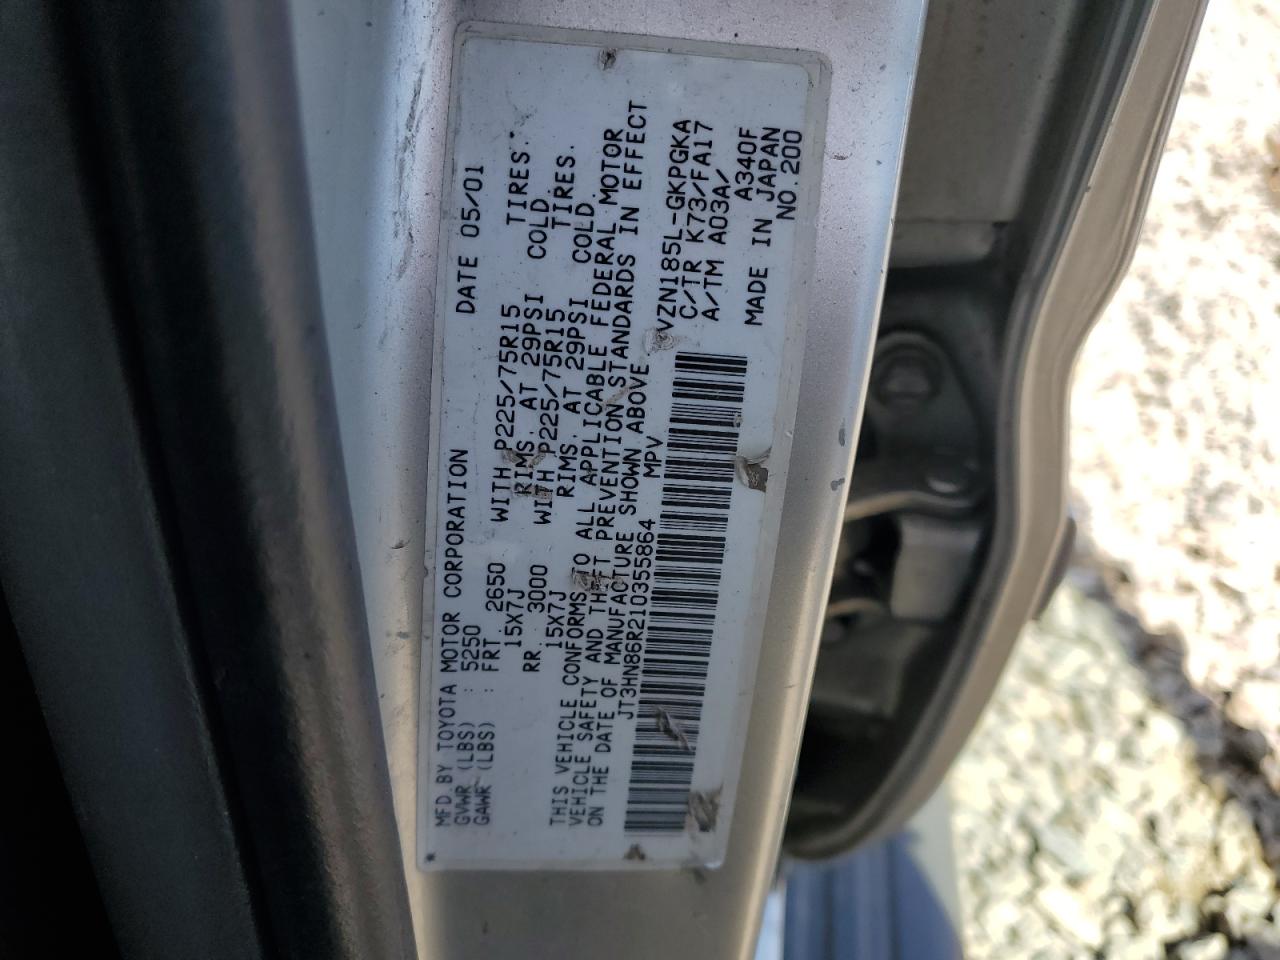 MFD.BY TOYOTA MOTOR CORPORATION DATE 05/01
GVWR (LBS) : 5250
GAWR (LBS) : FRT. 2650 WITH P225/75R15 TIRES.
15X7J RIMS. AT 29PSI COLD.
RR. 3000 WITH P225/75R15 TIRES.
15X7J RIMS. AT 29PSI COLD.
THIS VEHICLE CONFORMS TO ALL APPLICABLE FEDERAL MOTOR
VEHICLE SAFETY AND THEFT PREVENTION STANDARDS IN EFFECT
ON THE DATE OF MANUFACTURE SHOWN ABOVE.
JT3HN86R210355864 MPV VZN185L-GKPGKA
C/TR K73/FA17
A/TM A03A/
A340F
MADE IN JAPAN
NO.200